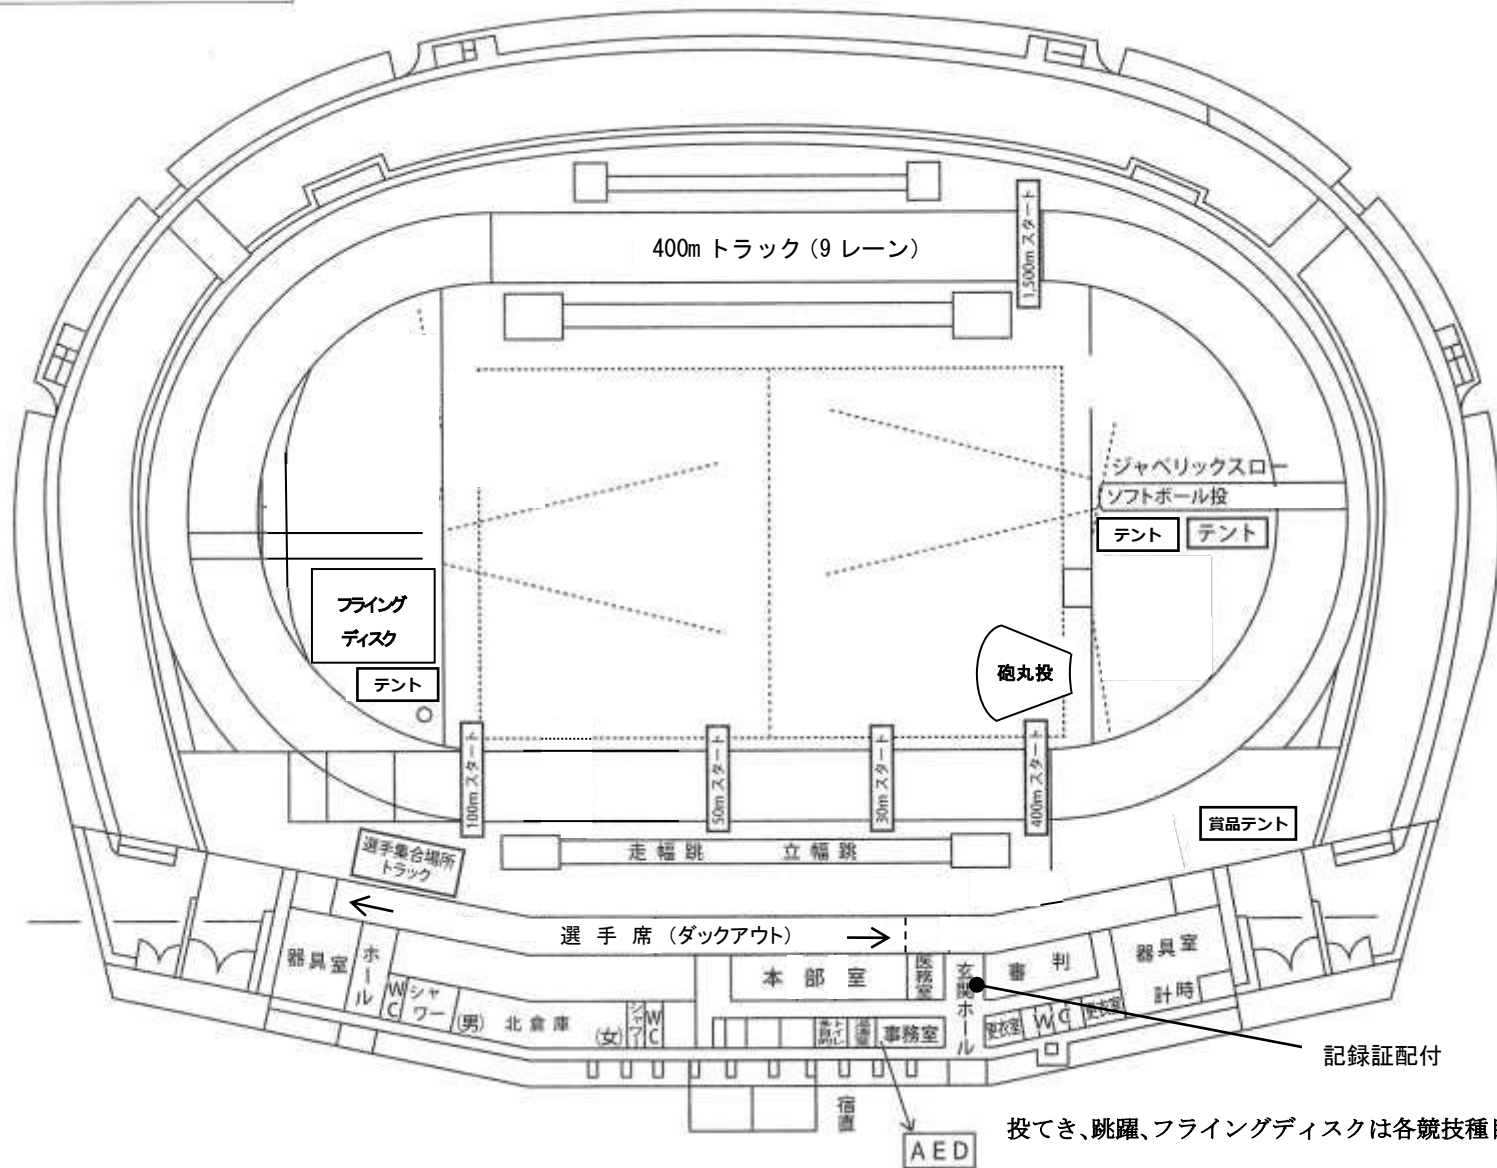 400m トラック (9 レーン)
1,500m スタート
ジャベリックスロー
ソフトボール投
テント
テント
フライング
ディスク
テント
砲丸投
100m スタート
50m スタート
30m スタート
400m スタート
賞品テント
選手集合場所
トラック
走 幅 跳
立 幅 跳
選 手 席 (ダックアウト)
器具室
ホール
本 部 室
医務室
玄関ホール
審 判
器具室
計時
WC
シャワー
(男)
北 倉 庫
(女)
シャワー
WC
事務室
更衣室
WC
更衣室
記録証配付
宿直
AED
投てき、跳躍、フライングディスクは各競技種目